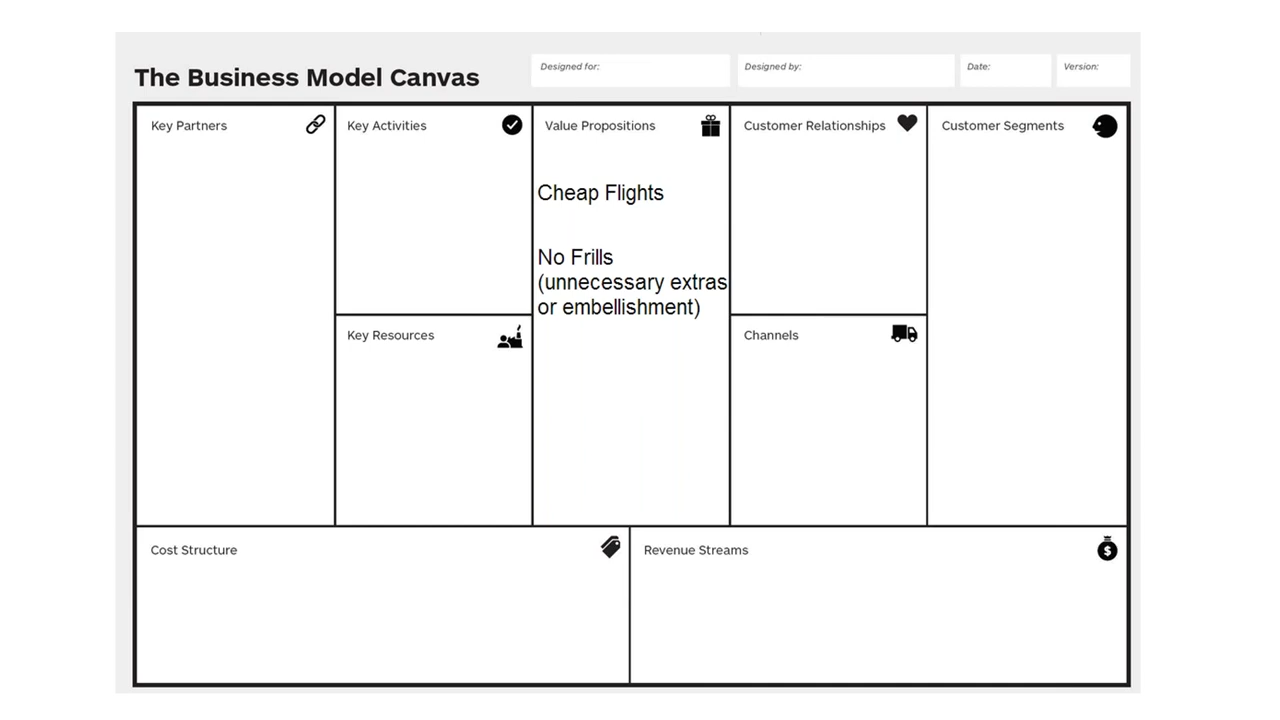 The Business Model Canvas
Designed for:
Designed by:
Date:
Version:
Key Partners
Key Activities
Value Propositions
Customer Relationships
Customer Segments
Cheap Flights
No Frills
(unnecessary extras
or embellishment)
Key Resources
Channels
Cost Structure
Revenue Streams